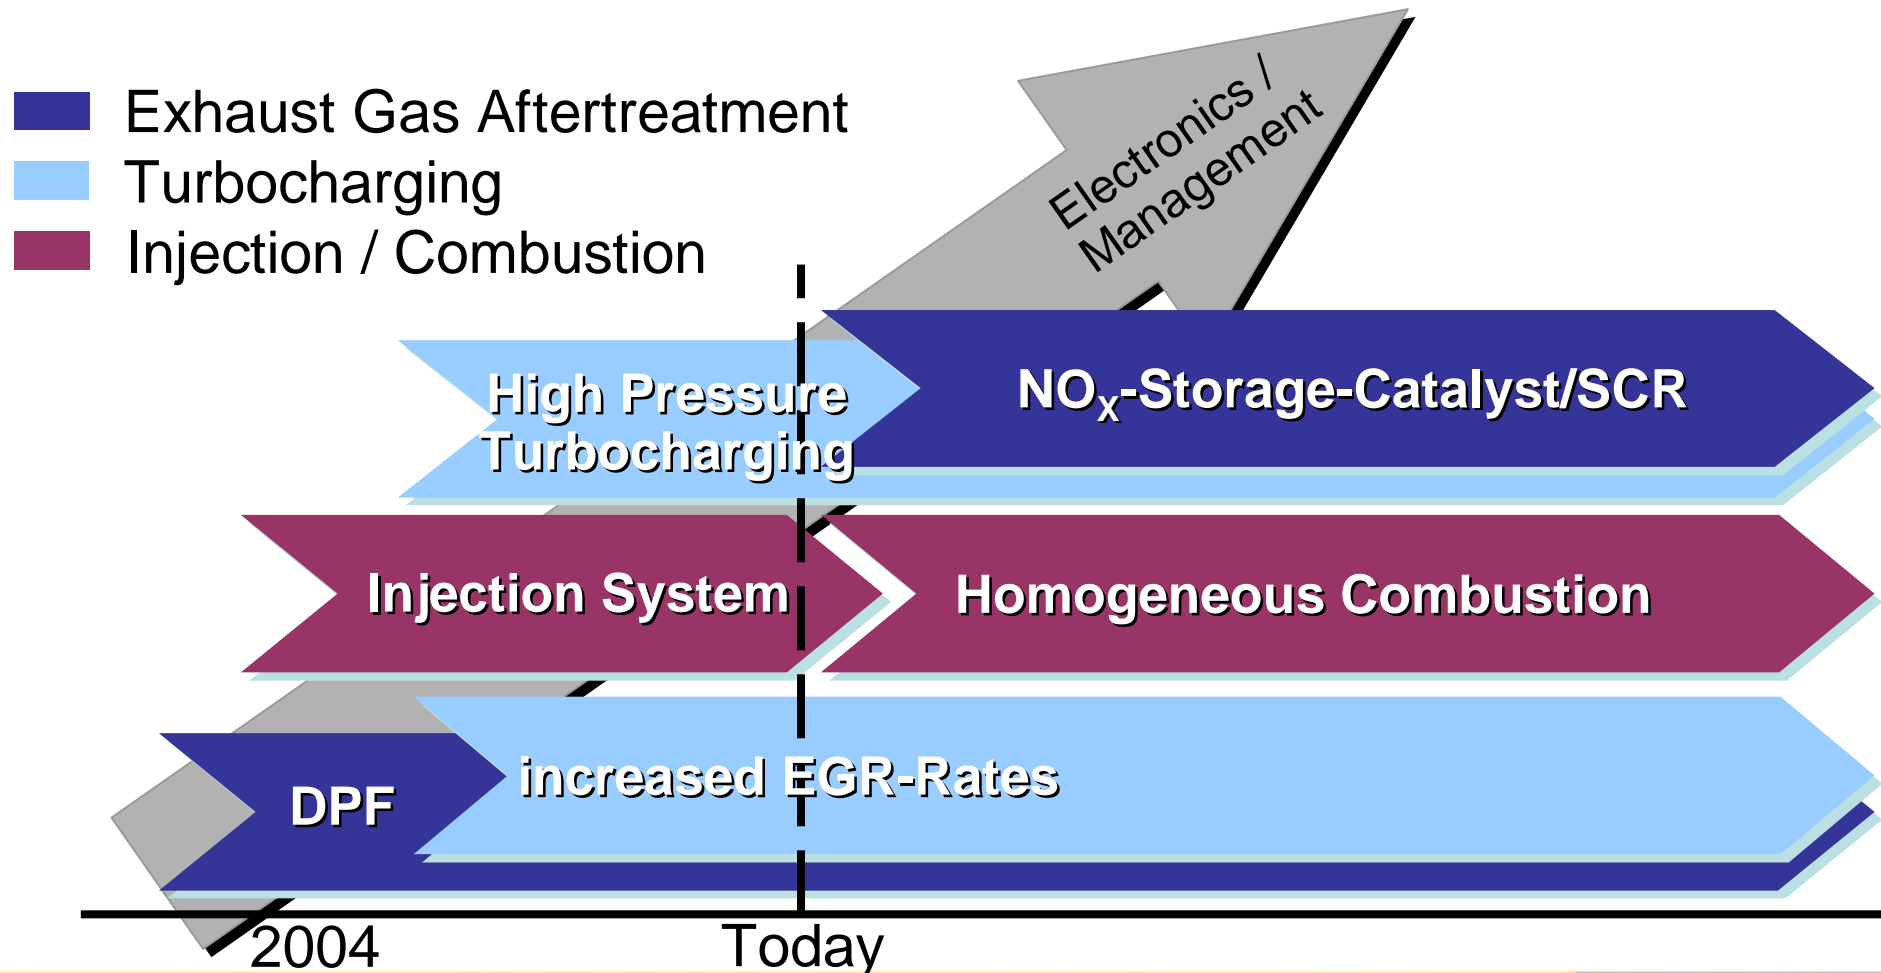 Exhaust Gas Aftertreatment
Turbocharging
Injection / Combustion
Electronics /
Management
High Pressure
Turbocharging
NOX-Storage-Catalyst/SCR
Injection System
Homogeneous Combustion
increased EGR-Rates
DPF
2004
Today